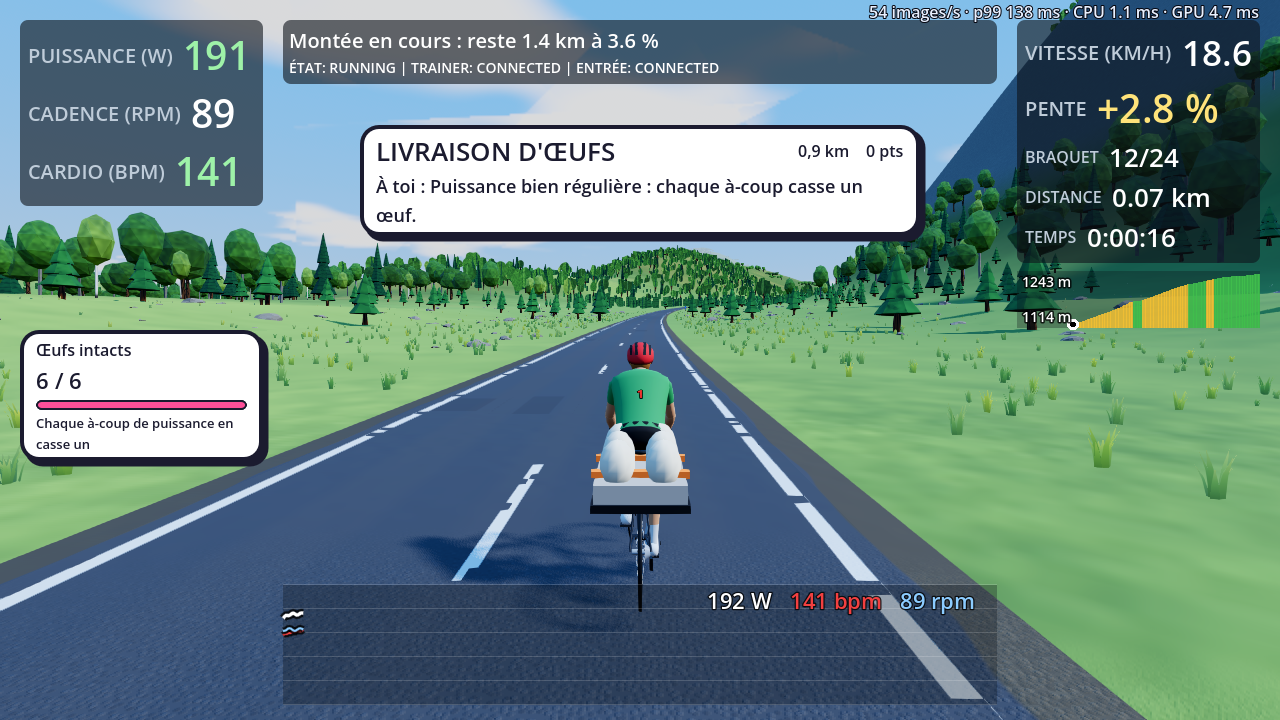 54 images/s · p99 138 ms · CPU 1.1 ms · GPU 4.7 ms
PUISSANCE (W) 191
CADENCE (RPM) 89
CARDIO (BPM) 141
Montée en cours : reste 1.4 km à 3.6 %
ÉTAT: RUNNING | TRAINER: CONNECTED | ENTRÉE: CONNECTED
VITESSE (KM/H) 18.6
PENTE +2.8 %
BRAQUET 12/24
DISTANCE 0.07 km
TEMPS 0:00:16
1243 m
1114 m
LIVRAISON D'ŒUFS 0,9 km 0 pts
À toi : Puissance bien régulière : chaque à-coup casse un
œuf.
Œufs intacts
6 / 6
Chaque à-coup de puissance en
casse un
1
192 W 141 bpm 89 rpm